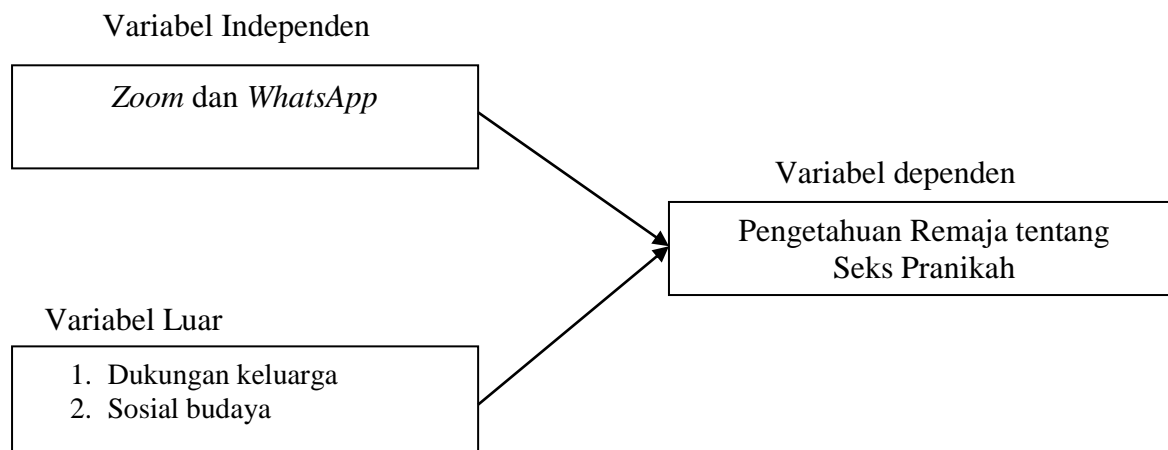 Variabel Independen
Zoom dan WhatsApp
Variabel dependen
Pengetahuan Remaja tentang
Seks Pranikah
Variabel Luar
1. Dukungan keluarga
2. Sosial budaya